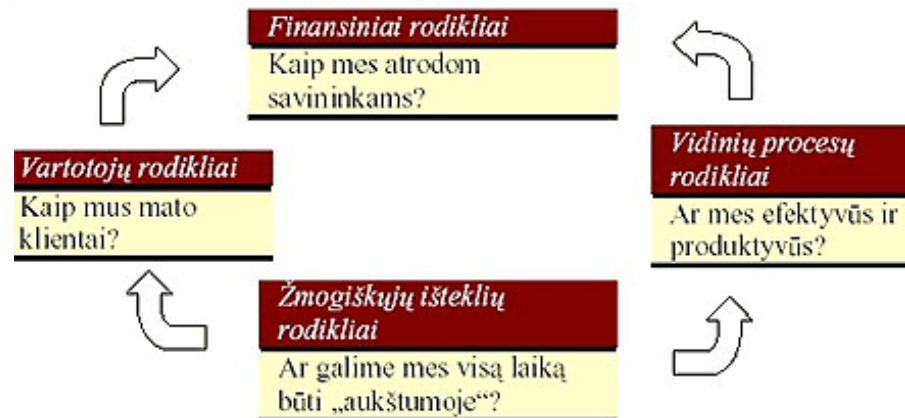 Finansiniai rodikliai
Kaip mes atrodom
savininkams?
Vartotojų rodikliai
Kaip mus mato
klientai?
Vidinių procesų
rodikliai
Ar mes efektyvūs ir
produktyvūs?
Žmogiškųjų išteklių
rodikliai
Ar galime mes visą laiką
būti „aukštumoje“?